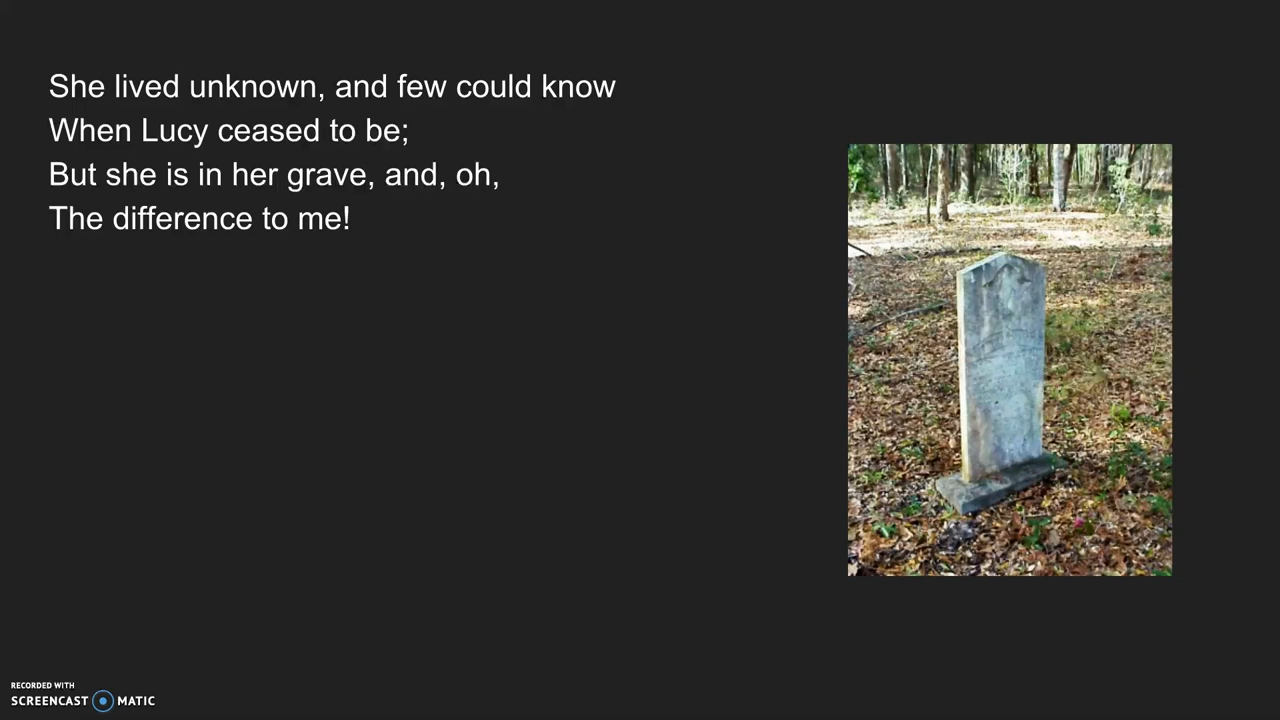 She lived unknown, and few could know
When Lucy ceased to be;
But she is in her grave, and, oh,
The difference to me!
RECORDED WITH
SCREENCAST MATIC